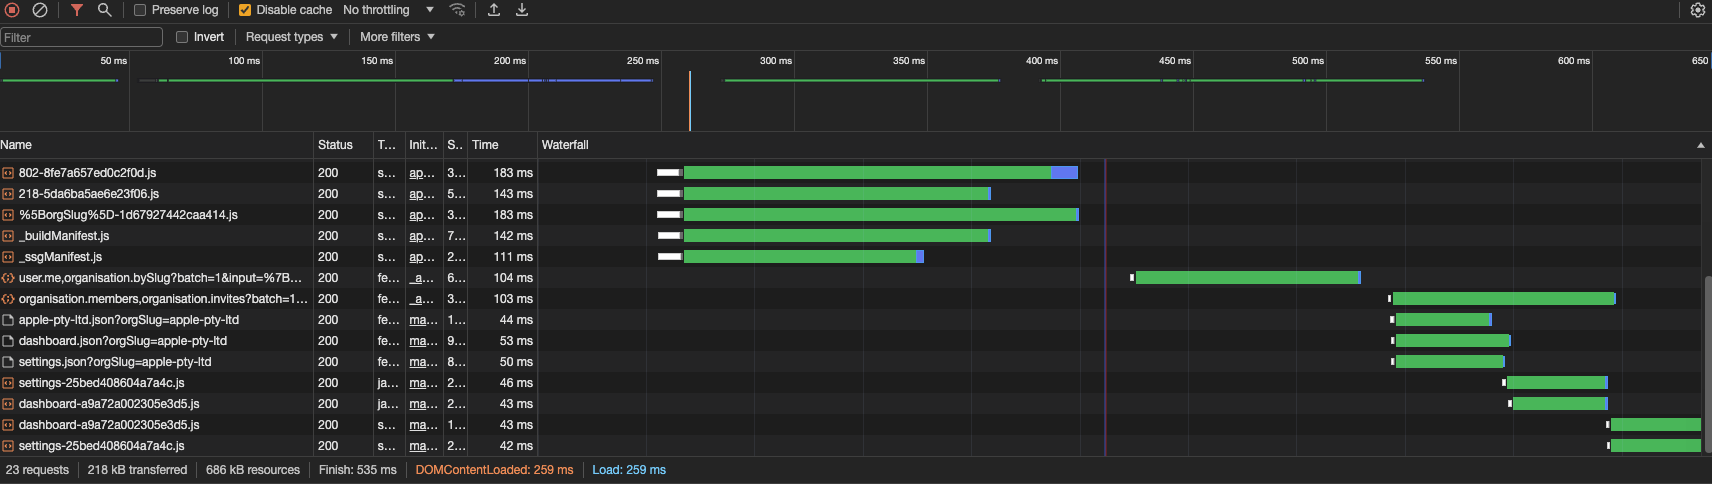 Preserve log Disable cache No throttling
Filter Invert Request types More filters
50 ms 100 ms 150 ms 200 ms 250 ms 300 ms 350 ms 400 ms 450 ms 500 ms 550 ms 600 ms 650
Name Status T... Init... S.. Time Waterfall
802-8fe7a657ed0c2f0d.js 200 s... ap... 3... 183 ms
218-5da6ba5ae6e23f06.js 200 s... ap... 5... 143 ms
%5BorgSlug%5D-1d67927442caa414.js 200 s... ap... 3... 183 ms
_buildManifest.js 200 s... ap... 7... 142 ms
_ssgManifest.js 200 s... ap... 2... 111 ms
user.me,organisation.bySlug?batch=1&input=%7B... 200 fe... _a... 6... 104 ms
organisation.members,organisation.invites?batch=1... 200 fe... _a... 3... 103 ms
apple-pty-ltd.json?orgSlug=apple-pty-ltd 200 fe... ma... 1... 44 ms
dashboard.json?orgSlug=apple-pty-ltd 200 fe... ma... 9... 53 ms
settings.json?orgSlug=apple-pty-ltd 200 fe... ma... 8... 50 ms
settings-25bed408604a7a4c.js 200 ja... ma... 2... 46 ms
dashboard-a9a72a002305e3d5.js 200 ja... ma... 2... 43 ms
dashboard-a9a72a002305e3d5.js 200 s... ma... 1... 43 ms
settings-25bed408604a7a4c.js 200 s... ma... 2... 42 ms
23 requests 218 kB transferred 686 kB resources Finish: 535 ms DOMContentLoaded: 259 ms Load: 259 ms